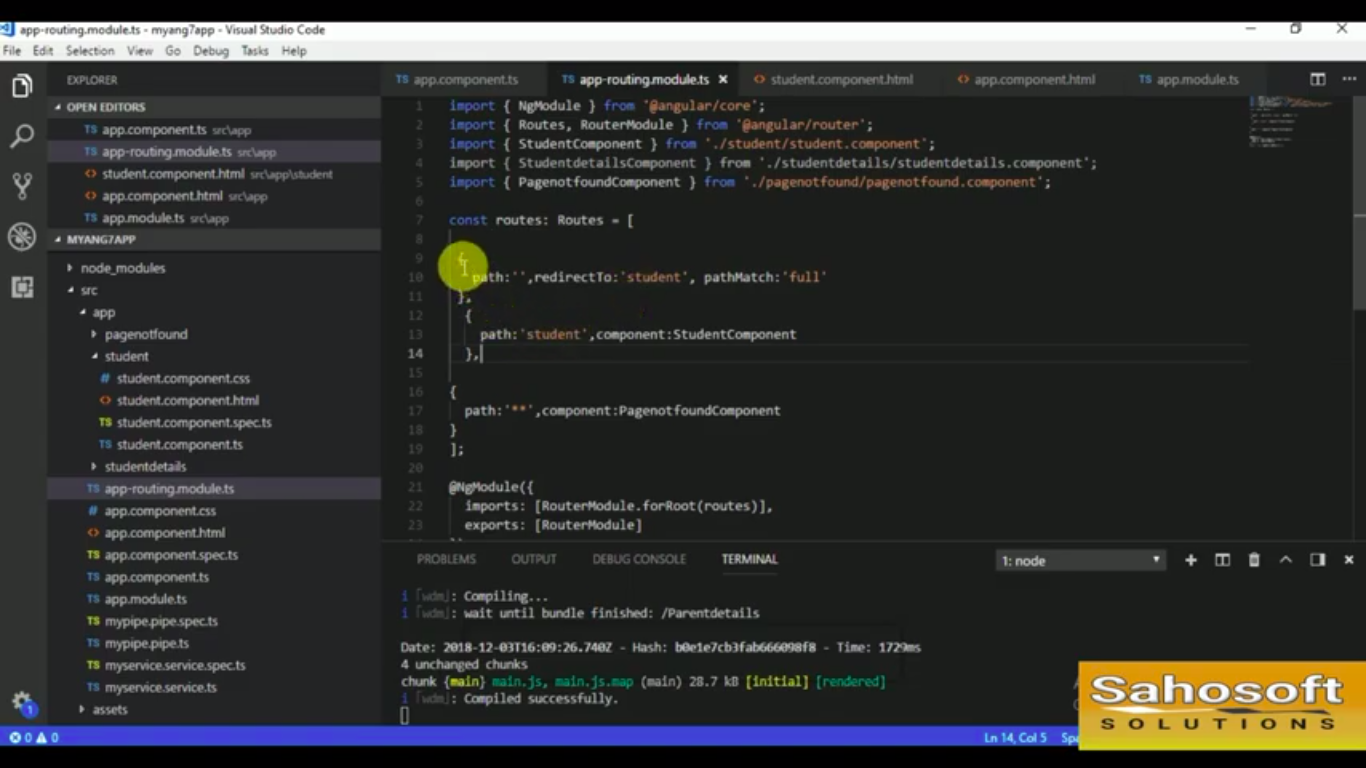 app-routing.module.ts - myang7app - Visual Studio Code
File Edit Selection View Go Debug Tasks Help
EXPLORER
OPEN EDITORS
TS app.component.ts src\app
TS app-routing.module.ts src\app
<> student.component.html src\app\student
<> app.component.html src\app
TS app.module.ts src\app
MYANG7APP
node_modules
src
app
pagenotfound
student
# student.component.css
<> student.component.html
TS student.component.spec.ts
TS student.component.ts
studentdetails
TS app-routing.module.ts
# app.component.css
<> app.component.html
TS app.component.spec.ts
TS app.component.ts
TS app.module.ts
TS mypipe.pipe.spec.ts
TS mypipe.pipe.ts
TS myservice.service.spec.ts
TS myservice.service.ts
assets
TS app.component.ts TS app-routing.module.ts × <> student.component.html <> app.component.html TS app.module.ts
1 import { NgModule } from '@angular/core';
2 import { Routes, RouterModule } from '@angular/router';
3 import { StudentComponent } from './student/student.component';
4 import { StudentdetailsComponent } from './studentdetails/studentdetails.component';
5 import { PagenotfoundComponent } from './pagenotfound/pagenotfound.component';
6
7 const routes: Routes = [
8
9 {
10 path:'',redirectTo:'student', pathMatch:'full'
11 },
12 {
13 path:'student',component:StudentComponent
14 },
15
16 {
17 path:'**',component:PagenotfoundComponent
18 }
19 ];
20
21 @NgModule({
22 imports: [RouterModule.forRoot(routes)],
23 exports: [RouterModule]
PROBLEMS OUTPUT DEBUG CONSOLE TERMINAL 1: node
i ｢wdm｣: Compiling...
i ｢wdm｣: wait until bundle finished: /Parentdetails
Date: 2018-12-03T16:09:26.740Z - Hash: b0e1e7cb3fab666098f8 - Time: 1729ms
4 unchanged chunks
chunk {main} main.js, main.js.map (main) 28.7 kB [initial] [rendered]
i ｢wdm｣: Compiled successfully.
1
0 0 Ln 14, Col 5
Sahosoft
SOLUTIONS